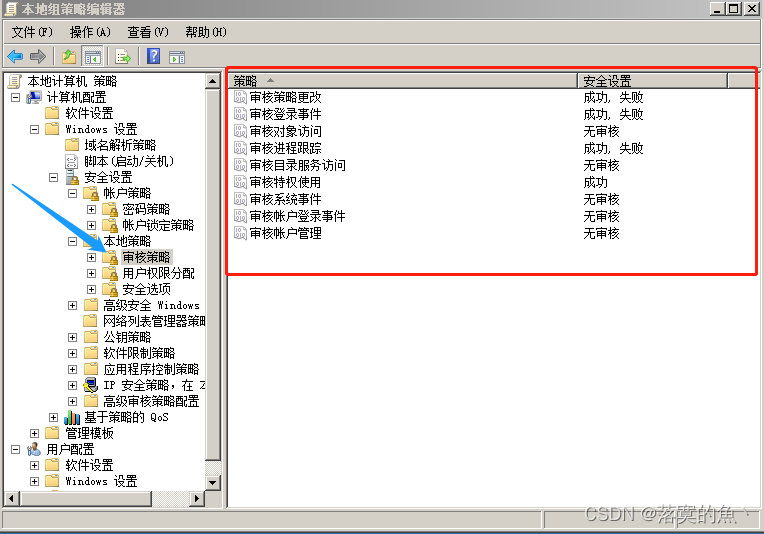 本地组策略编辑器
文件(F) 操作(A) 查看(V) 帮助(H)
本地计算机 策略
计算机配置
软件设置
Windows 设置
域名解析策略
脚本(启动/关机)
安全设置
帐户策略
密码策略
帐户锁定策略
本地策略
审核策略
用户权限分配
安全选项
高级安全 Windows
网络列表管理器策略
公钥策略
软件限制策略
应用程序控制策略
IP 安全策略，在
高级审核策略配置
基于策略的 QoS
管理模板
用户配置
软件设置
Windows 设置
策略 安全设置
审核策略更改 成功, 失败
审核登录事件 成功, 失败
审核对象访问 无审核
审核进程跟踪 成功, 失败
审核目录服务访问 无审核
审核特权使用 成功
审核系统事件 无审核
审核帐户登录事件 无审核
审核帐户管理 无审核
CSDN @落寞的魚